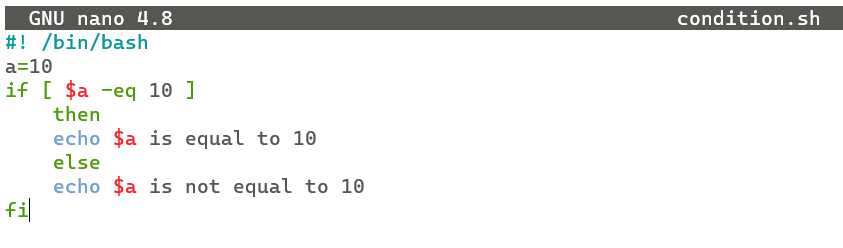 GNU nano 4.8 condition.sh
#! /bin/bash
a=10
if [ $a -eq 10 ]
then
echo $a is equal to 10
else
echo $a is not equal to 10
fi